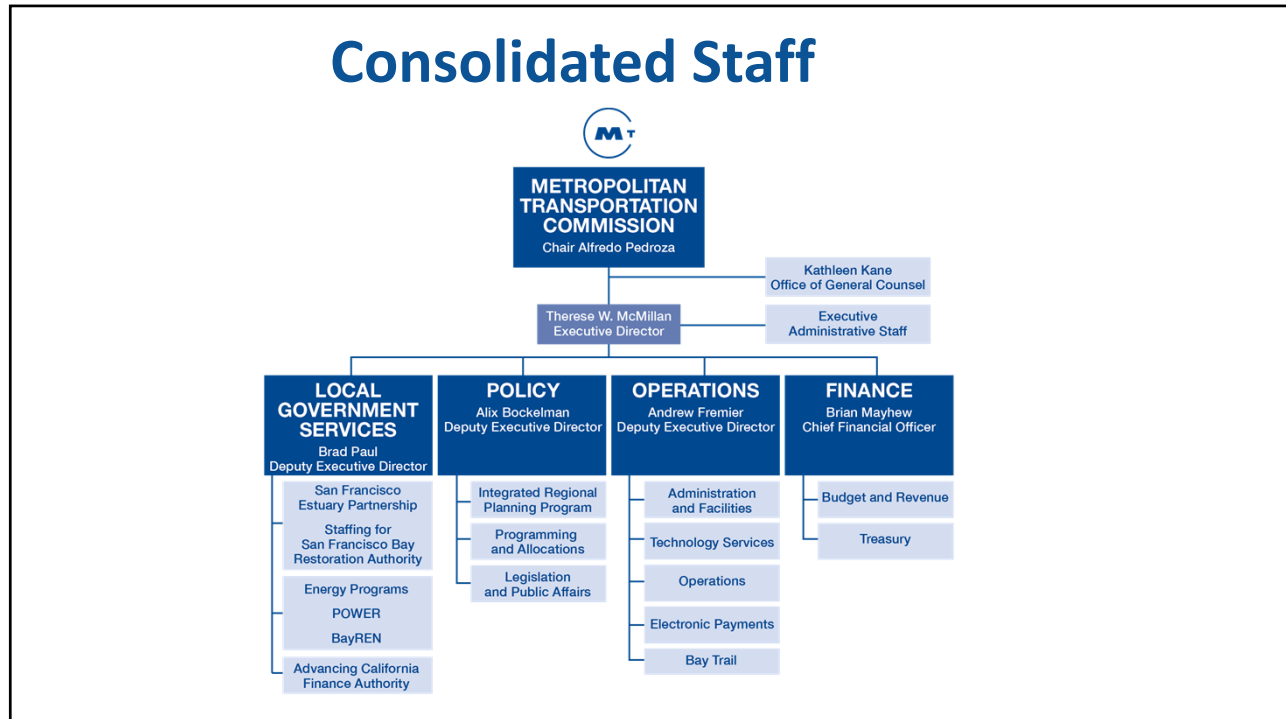 Consolidated Staff
M T
METROPOLITAN
TRANSPORTATION
COMMISSION
Chair Alfredo Pedroza
Kathleen Kane
Office of General Counsel
Therese W. McMillan
Executive Director
Executive
Administrative Staff
LOCAL
GOVERNMENT
SERVICES
Brad Paul
Deputy Executive Director
San Francisco
Estuary Partnership
Staffing for
San Francisco Bay
Restoration Authority
Energy Programs
POWER
BayREN
Advancing California
Finance Authority
POLICY
Alix Bockelman
Deputy Executive Director
Integrated Regional
Planning Program
Programming
and Allocations
Legislation
and Public Affairs
OPERATIONS
Andrew Fremier
Deputy Executive Director
Administration
and Facilities
Technology Services
Operations
Electronic Payments
Bay Trail
FINANCE
Brian Mayhew
Chief Financial Officer
Budget and Revenue
Treasury